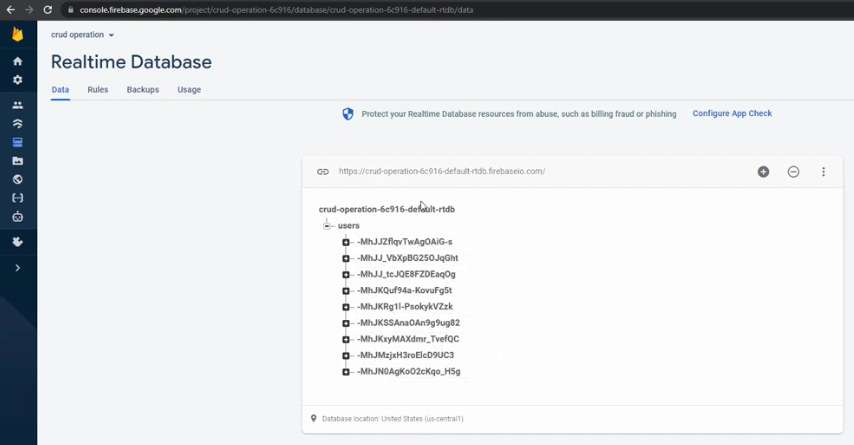 console.firebase.google.com/project/crud-operation-6c916/database/crud-operation-6c916-default-rtdb/data
crud operation
Realtime Database
Data Rules Backups Usage
Protect your Realtime Database resources from abuse, such as billing fraud or phishing Configure App Check
https://crud-operation-6c916-default-rtdb.firebaseio.com/
crud-operation-6c916-default-rtdb
users
-MhJJZflqvTwAgOAiG-s
-MhJJ_VbXpBG25OJqGht
-MhJJ_tcJQE8FZDEaqOg
-MhJKQuf94a-KovuFg5t
-MhJKRg1l-PsokykVZzk
-MhJKSSAnaOAn9g9ug82
-MhJKxyMAXdmr_TvefQC
-MhJMzjxH3roElcD9UC3
-MhJN0AgKoO2cKqo_H5g
Database location: United States (us-central1)